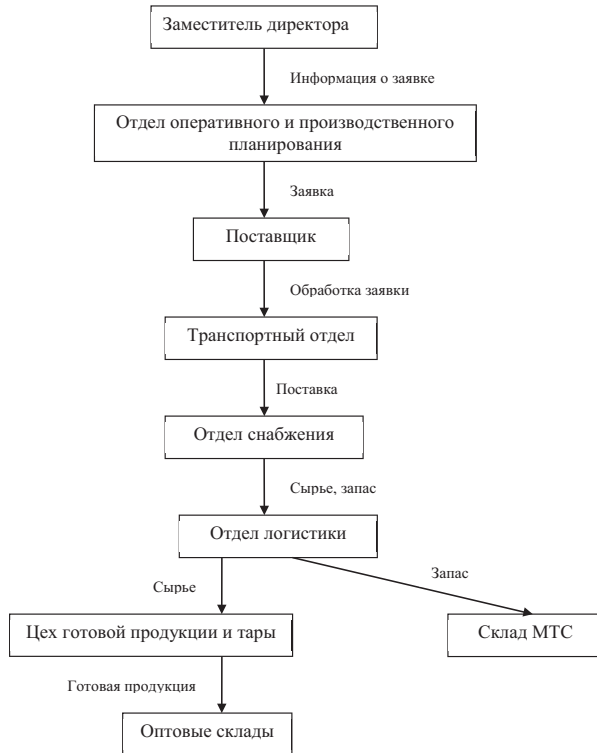 Заместитель директора
Информация о заявке
Отдел оперативного и производственного
планирования
Заявка
Поставщик
Обработка заявки
Транспортный отдел
Поставка
Отдел снабжения
Сырье, запас
Отдел логистики
Сырье
Запас
Цех готовой продукции и тары
Склад МТС
Готовая продукция
Оптовые склады